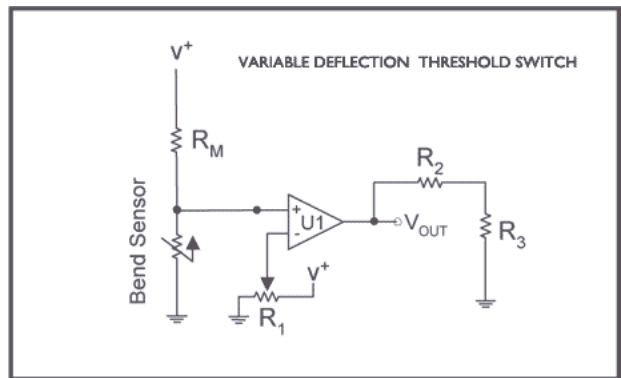 V+
VARIABLE DEFLECTION THRESHOLD SWITCH
RM
R2
Bend Sensor
+
U1
-
VOUT
R3
V+
R1